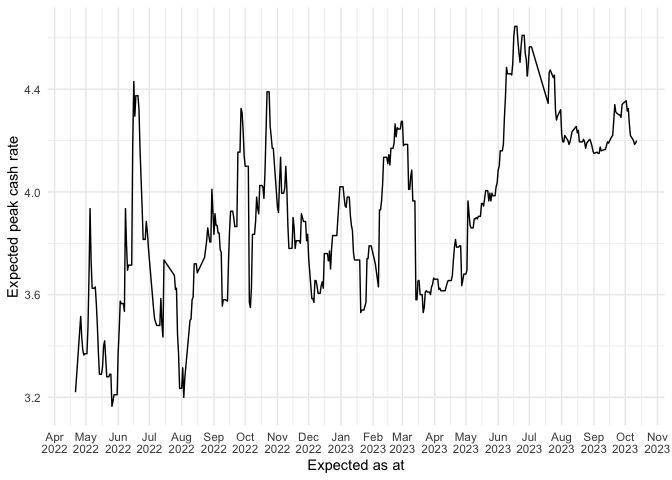 Expected peak cash rate
4.4
4.0
3.6
3.2
Apr May Jun Jul Aug Sep Oct Nov Dec Jan Feb Mar Apr May Jun Jul Aug Sep Oct Nov
2022 2022 2022 2022 2022 2022 2022 2022 2022 2023 2023 2023 2023 2023 2023 2023 2023 2023 2023 2023
Expected as at